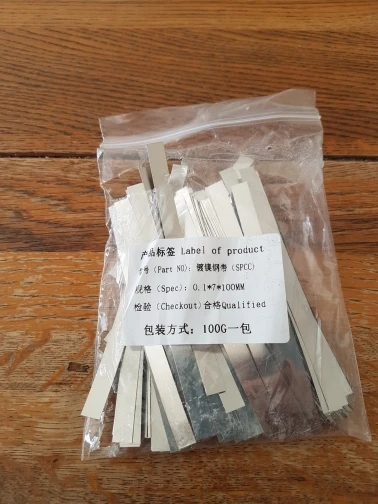 产品标签 Label of product
型号 (Part NO): 镀镍钢带 (SPCC)
规格 (Spec): 0.1*7*100MM
检验 (Checkout)合格Qualified
包装方式: 100G一包